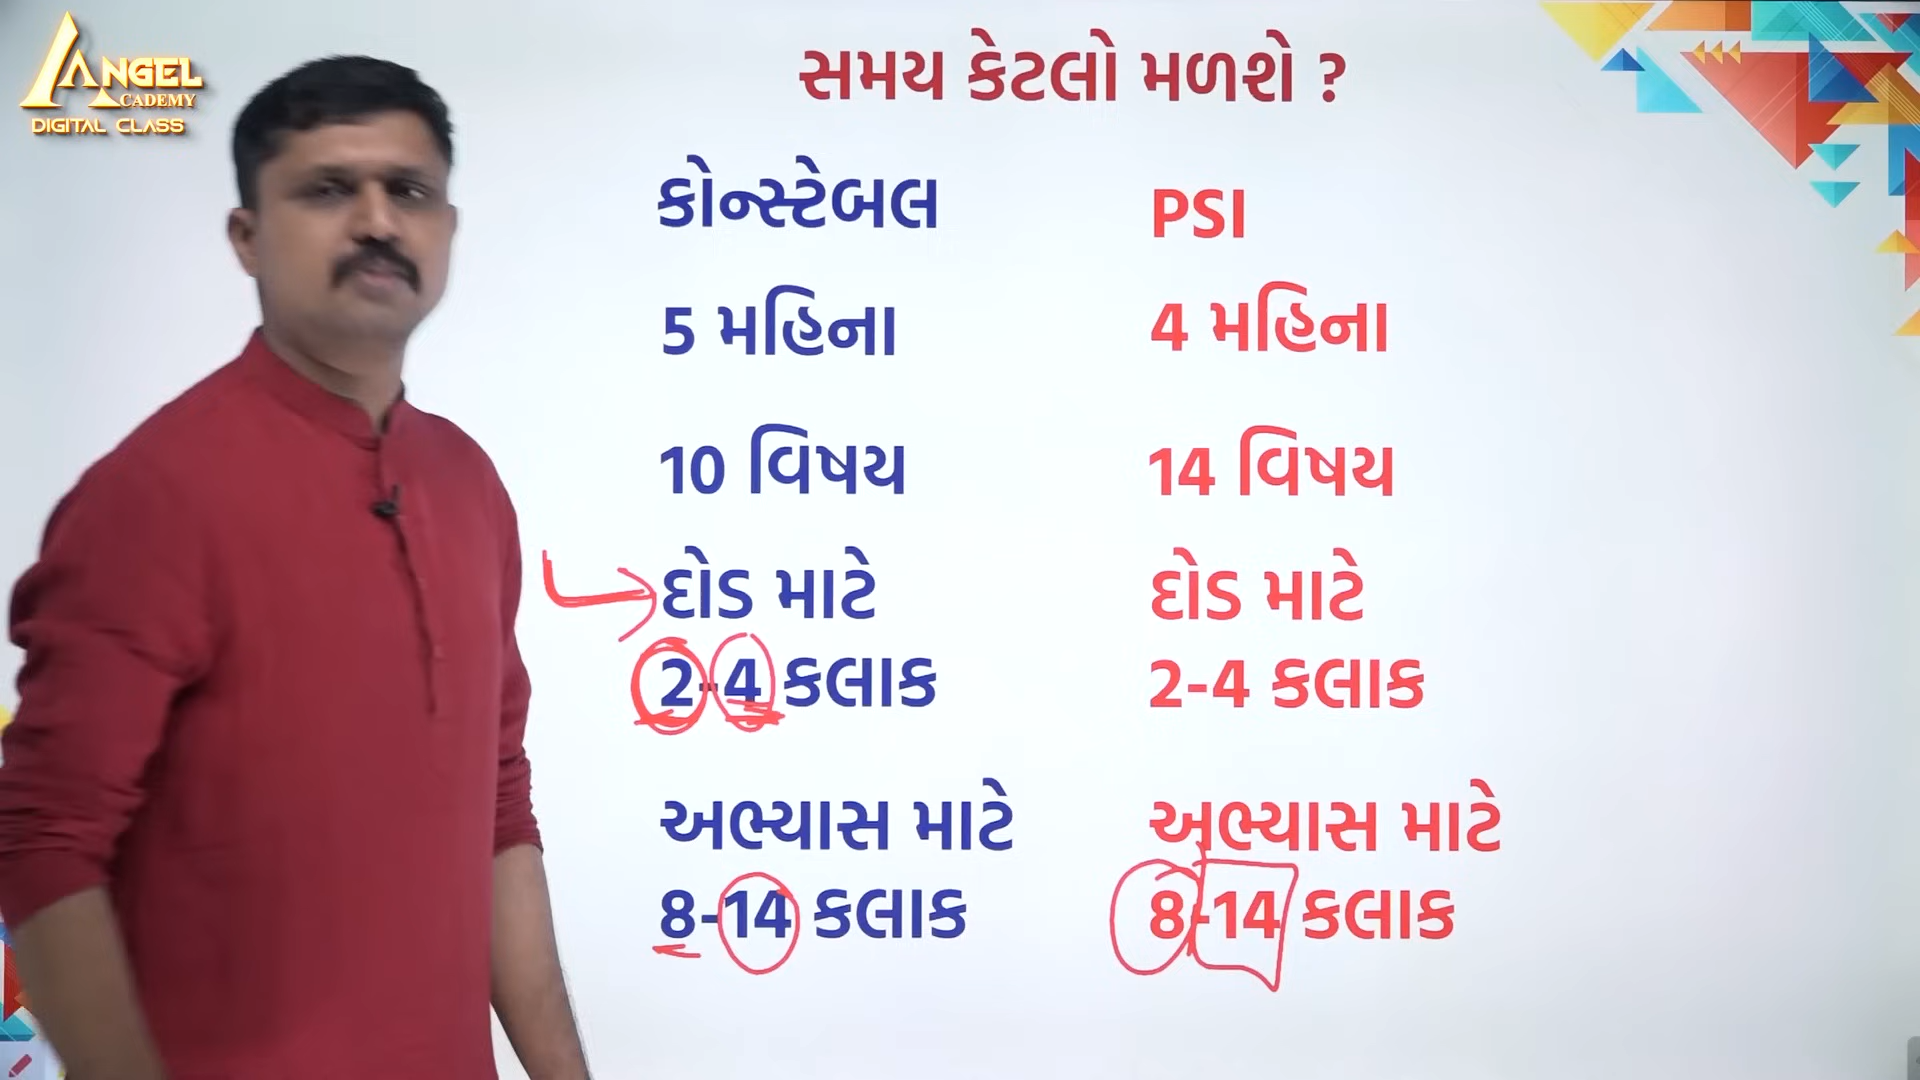 ANGEL
ACADEMY
DIGITAL CLASS
સમય કેટલો મળશે ?
કોન્સ્ટેબલ
PSI
5 મહિના
4 મહિના
10 વિષય
14 વિષય
દોડ માટે
દોડ માટે
2-4 કલાક
2-4 કલાક
અભ્યાસ માટે
અભ્યાસ માટે
8-14 કલાક
8-14 કલાક